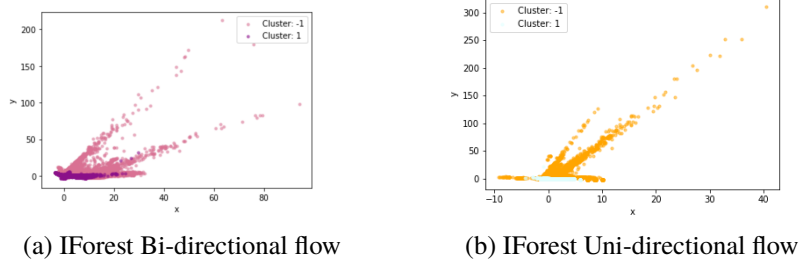 Cluster: -1
Cluster: 1
200
150
100
50
0
y
0
20
40
60
80
x
(a) IForest Bi-directional flow
Cluster: -1
Cluster: 1
300
250
200
150
100
50
0
y
−10
0
10
20
30
40
x
(b) IForest Uni-directional flow